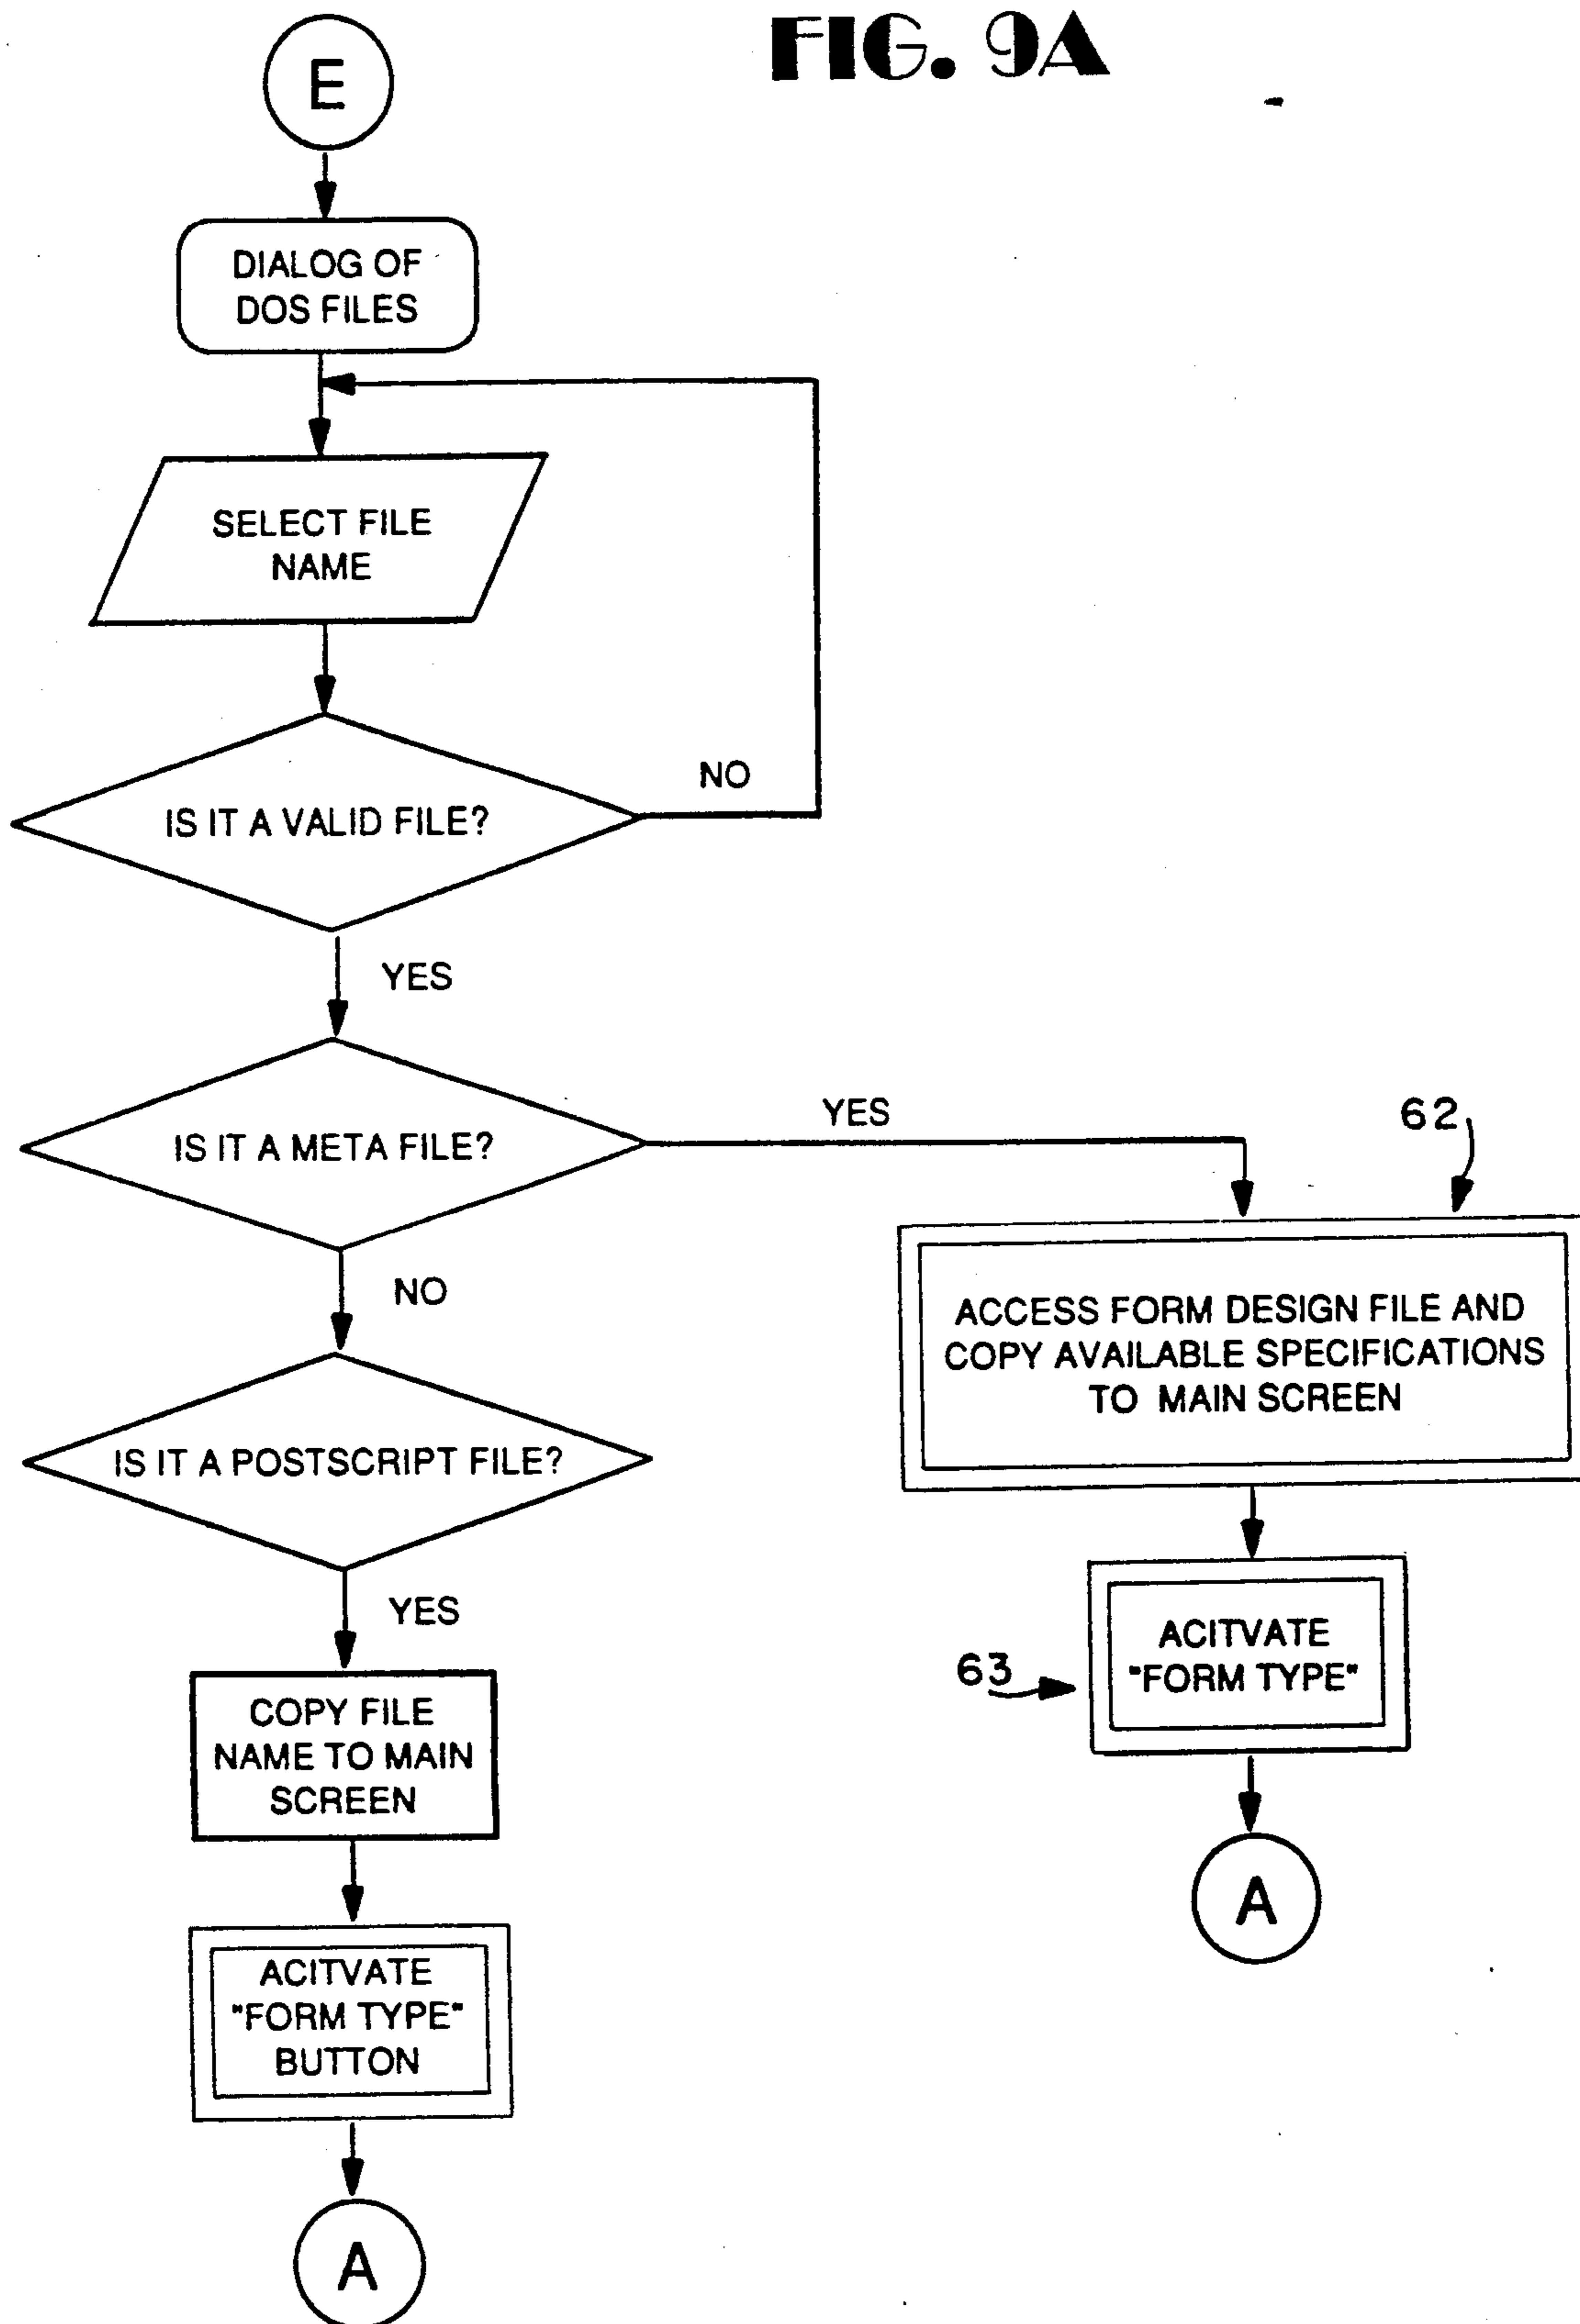 FIG. 9A
E
DIALOG OF
DOS FILES
SELECT FILE
NAME
IS IT A VALID FILE?
NO
YES
IS IT A META FILE?
YES
NO
62
ACCESS FORM DESIGN FILE AND
COPY AVAILABLE SPECIFICATIONS
TO MAIN SCREEN
IS IT A POSTSCRIPT FILE?
YES
63
ACITVATE
"FORM TYPE"
A
COPY FILE
NAME TO MAIN
SCREEN
ACITVATE
"FORM TYPE"
BUTTON
A